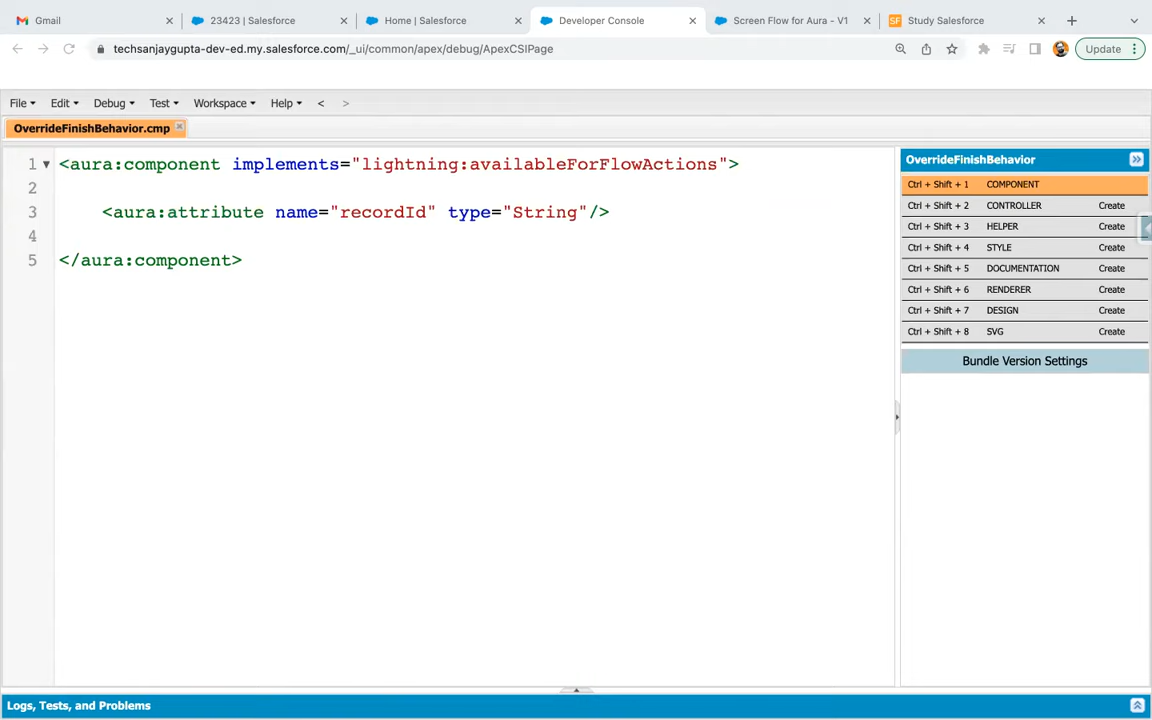 Gmail
23423 | Salesforce
Home | Salesforce
Developer Console
Screen Flow for Aura - V1
SF Study Salesforce
techsanjaygupta-dev-ed.my.salesforce.com/_ui/common/apex/debug/ApexCSIPage
Update
File Edit Debug Test Workspace Help < >
OverrideFinishBehavior.cmp
1 <aura:component implements="lightning:availableForFlowActions">
2
3 <aura:attribute name="recordId" type="String"/>
4
5 </aura:component>
OverrideFinishBehavior
Ctrl + Shift + 1 COMPONENT
Ctrl + Shift + 2 CONTROLLER Create
Ctrl + Shift + 3 HELPER Create
Ctrl + Shift + 4 STYLE Create
Ctrl + Shift + 5 DOCUMENTATION Create
Ctrl + Shift + 6 RENDERER Create
Ctrl + Shift + 7 DESIGN Create
Ctrl + Shift + 8 SVG Create
Bundle Version Settings
Logs, Tests, and Problems